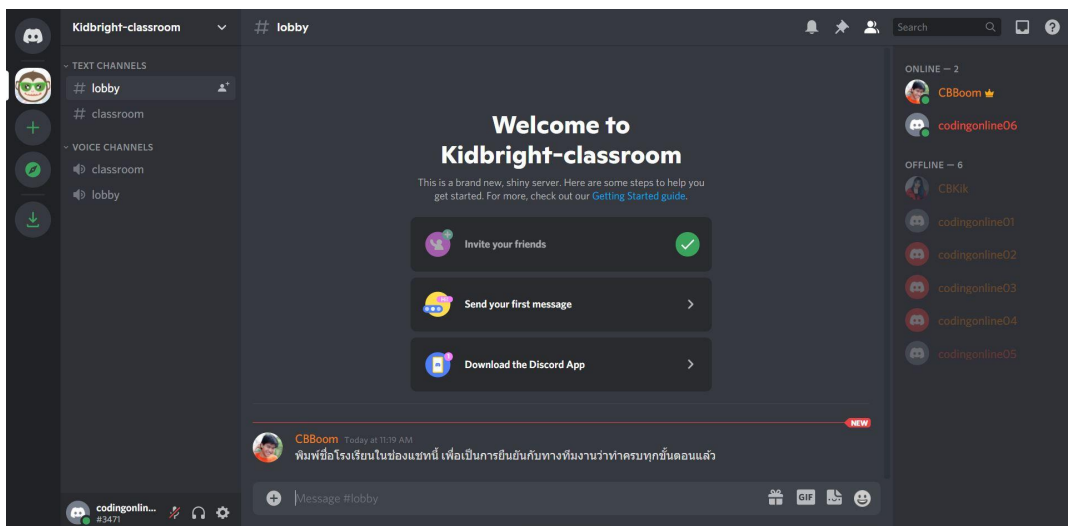 Kidbright-classroom
TEXT CHANNELS
# lobby
# classroom
VOICE CHANNELS
classroom
lobby
codingonlin...
#3471
# lobby
Search
Welcome to
Kidbright-classroom
This is a brand new, shiny server. Here are some steps to help you
get started. For more, check out our Getting Started guide.
Invite your friends
Send your first message
Download the Discord App
NEW
CBBoom Today at 11:19 AM
พิมพ์ชื่อโรงเรียนในช่องแชทนี้ เพื่อเป็นการยืนยันกับทางทีมงานว่าทำครบทุกขั้นตอนแล้ว
Message #lobby
GIF
ONLINE — 2
CBBoom
codingonline06
OFFLINE — 6
CBKik
codingonline01
codingonline02
codingonline03
codingonline04
codingonline05